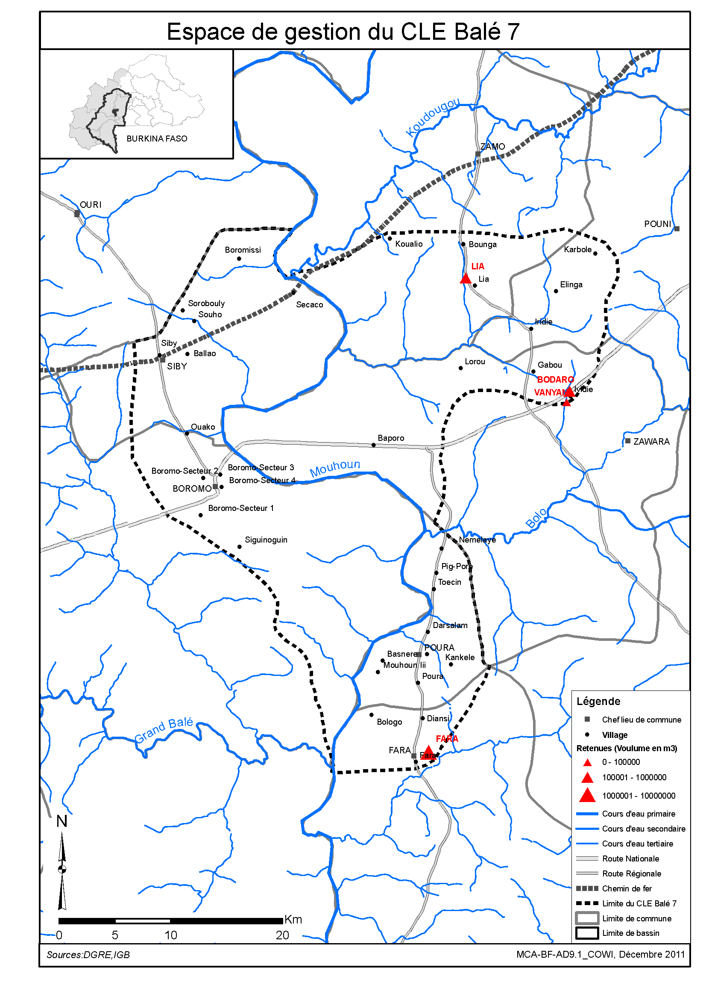 Espace de gestion du CLE Balé 7
BURKINA FASO
Koudougou
ZAMO
OURI
POUNI
Boromissi
Koualio
Bounga
Karbole
LIA
Lia
Elinga
Sorobouly
Secaco
Souho
Iridie
Siby
Ballao
SIBY
Lorou
Gabou
BODARO
VANYAN
Ividie
Ouako
Baporo
ZAWARA
Mouhoun
Boromo-Secteur 2
Boromo-Secteur 3
Boromo-Secteur 4
BOROMO
Boromo-Secteur 1
Bolo
Siguinoguin
Nemelaye
Pig-Pore
Toecin
Darsalam
POURA
Basnere
Kankele
Mouhoun Iii
Poura
Bologo
Diansi
Grand Balé
FARA
FARA
Fara
Légende
Chef lieu de commune
Village
Retenues (Voulume en m3)
0 - 100000
100001 - 1000000
1000001 - 10000000
Cours d'eau primaire
Cours d'eau secondaire
Cours d'eau tertiaire
Route Nationale
Route Régionale
Chemin de fer
Limite du CLE Balé 7
Limite de commune
Limite de bassin
N
Km
0 5 10 20
Sources:DGRE,IGB
MCA-BF-AD9.1_COWI, Décembre 2011